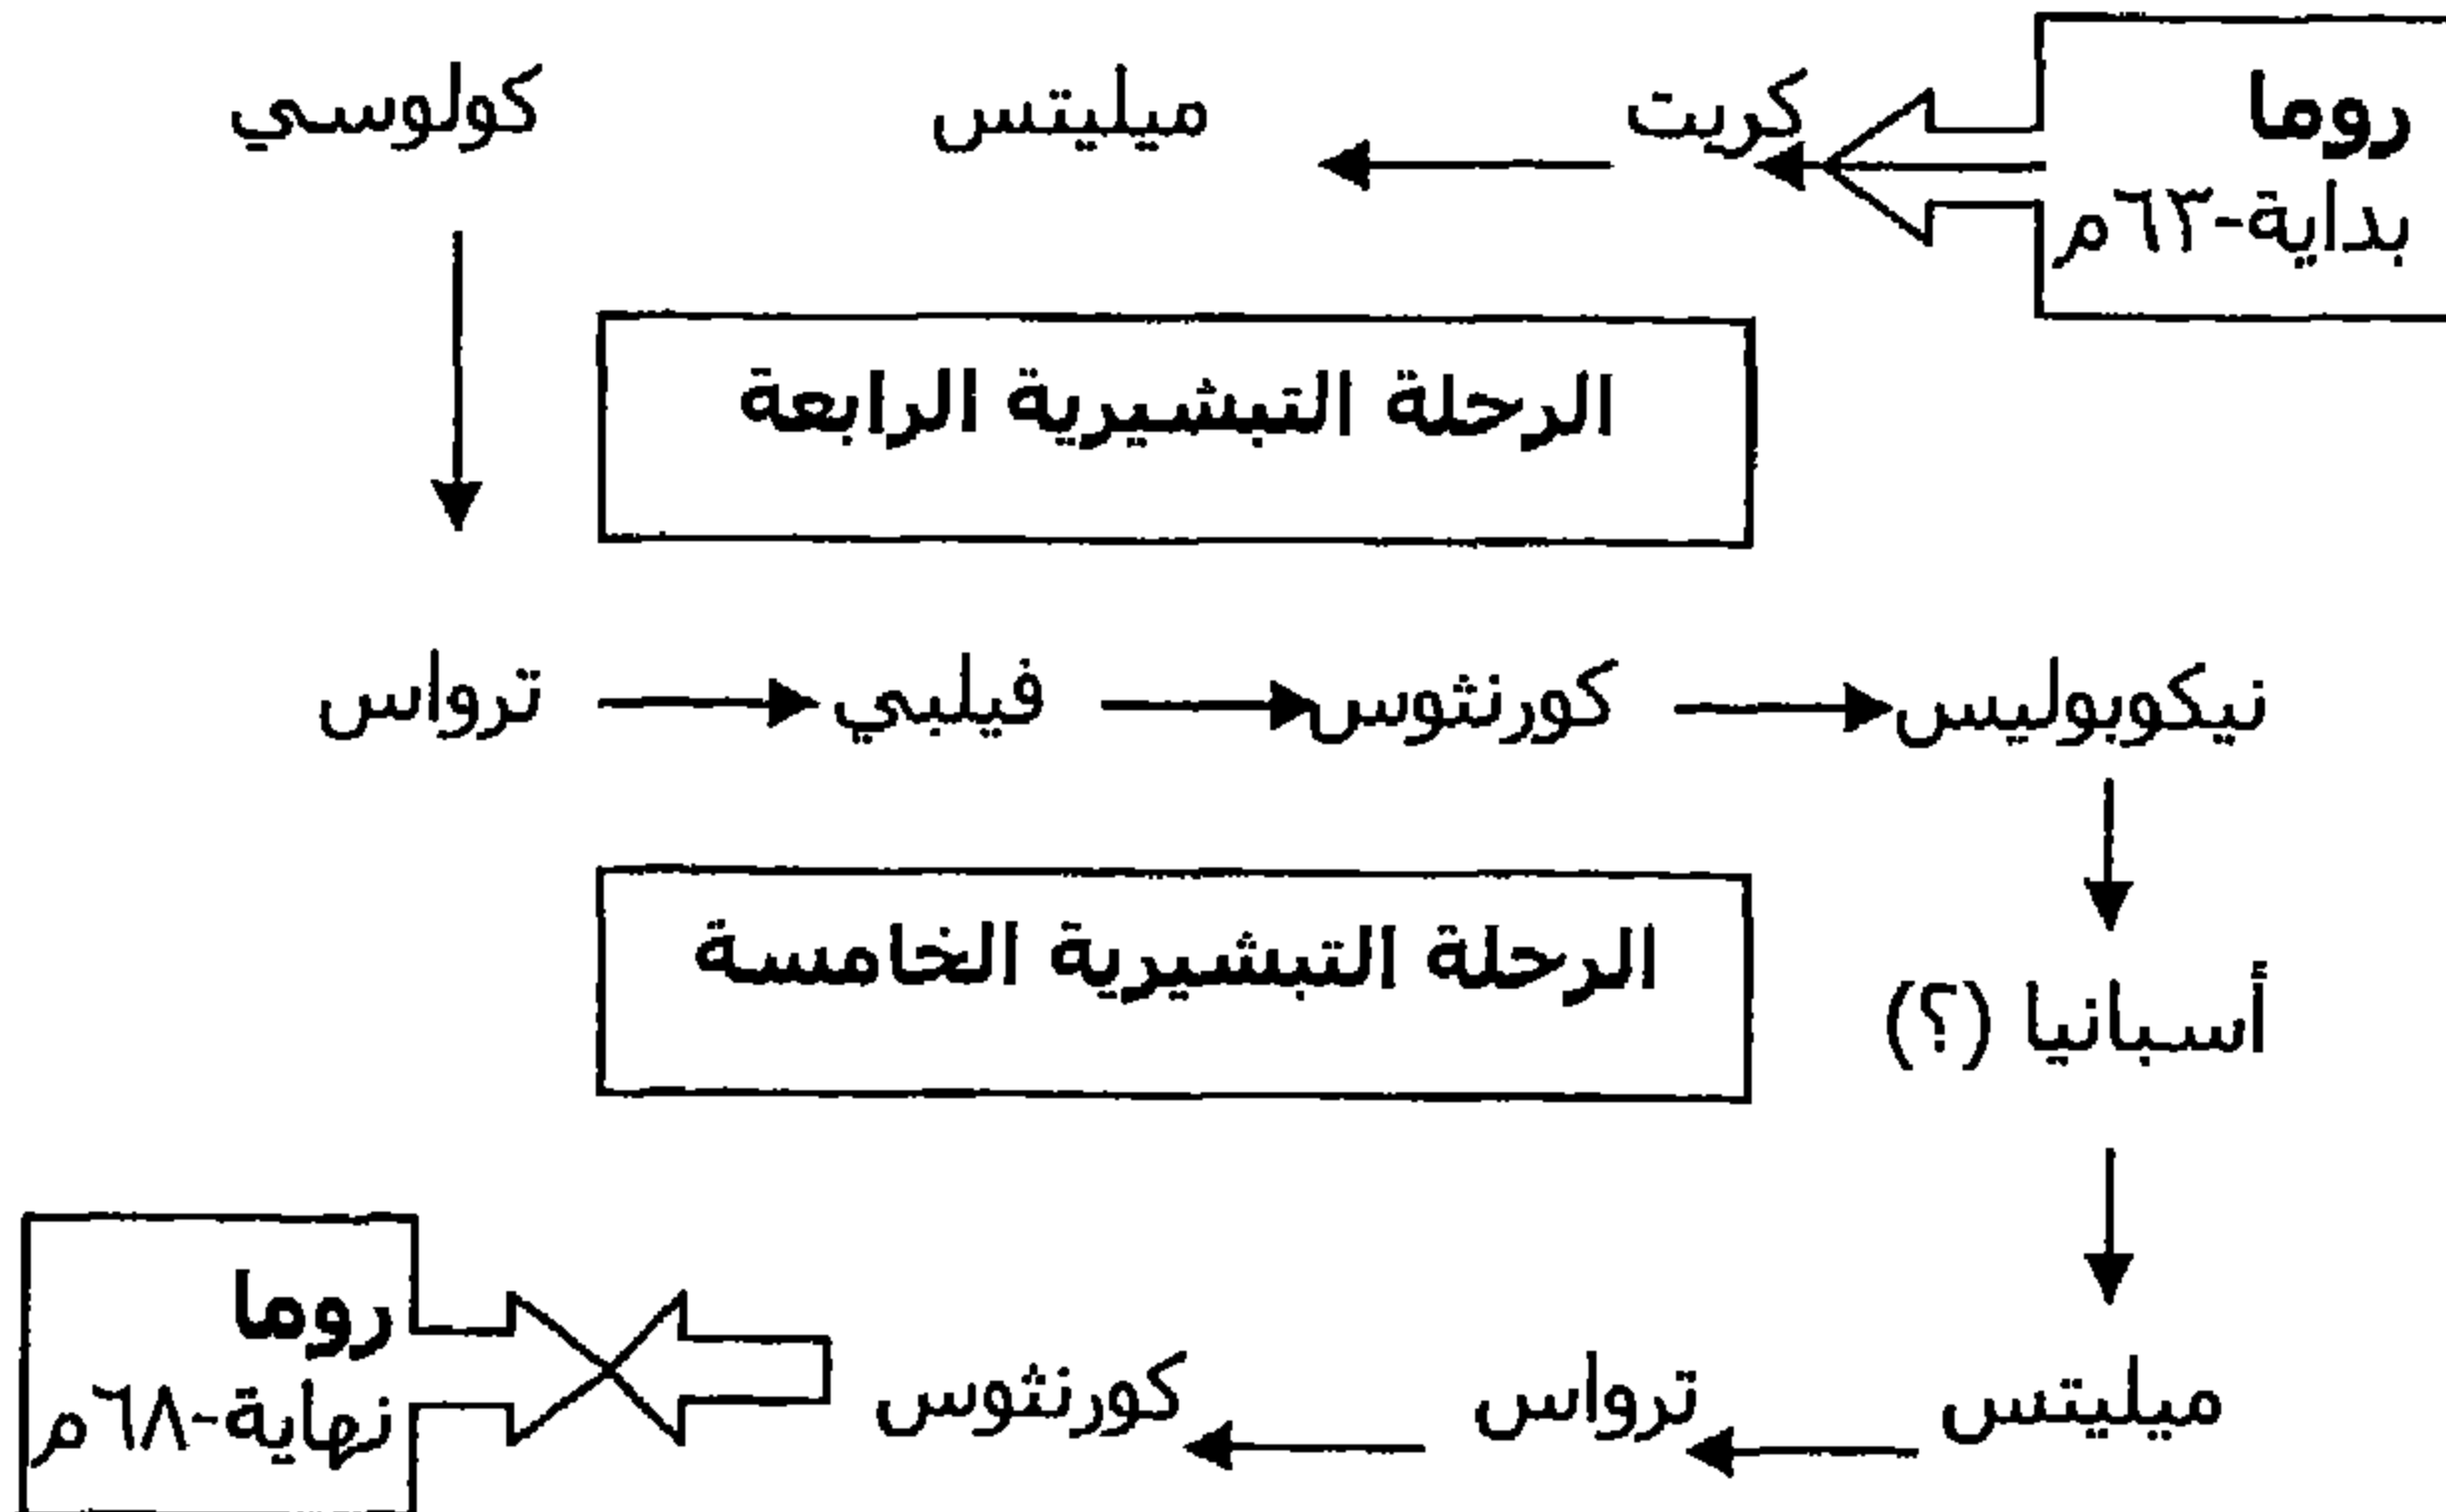 روما
بداية-٦٣م
كريت
ميليتس
كولوسي
الرحلة التبشيرية الرابعة
ترواس
فيلبي
كورنثوس
نيكوبوليس
الرحلة التبشيرية الخامسة
أسبانيا (؟)
ميليتس
ترواس
كورنثوس
روما
نهاية-٦٨م